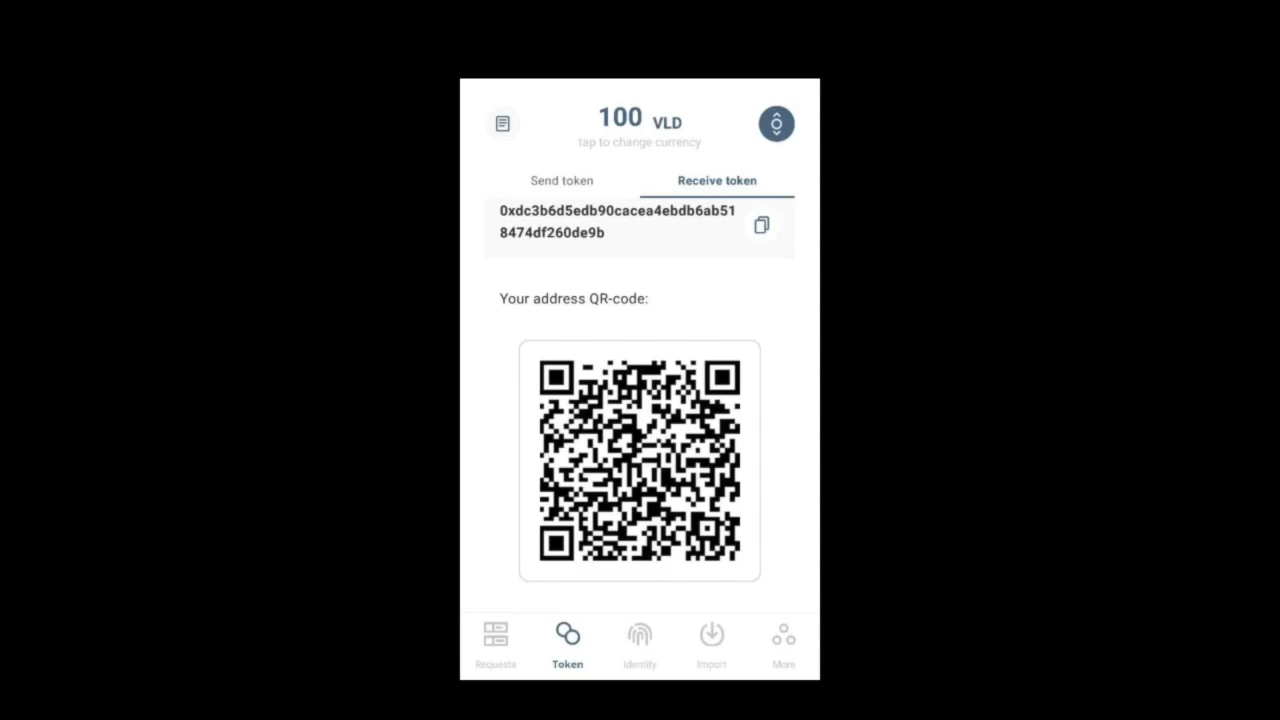 100 VLD
tap to change currency
Send token Receive token
0xdc3b6d5edb90cacea4ebdb6ab51
8474df260de9b
Your address QR-code:
Requests Token Identity Import More